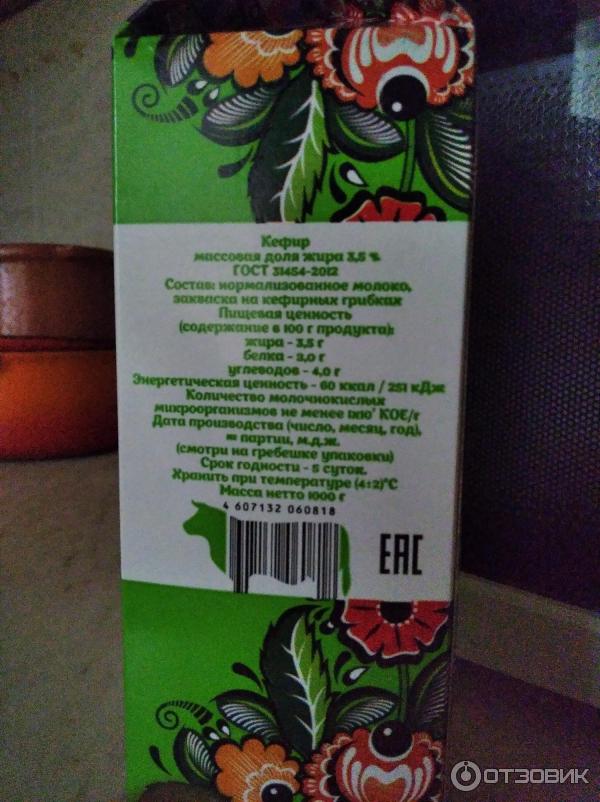 Кефир
массовая доля жира 3,5 %
ГОСТ 31454-2012
Состав: нормализованное молоко,
закваска на кефирных грибках
Пищевая ценность
(содержание в 100 г продукта):
жира - 3,5 г
белка - 3,0 г
углеводов - 4,0 г
Энергетическая ценность - 60 ккал / 251 кДж
Количество молочнокислых
микроорганизмов не менее 1х10⁷ КОЕ/г
Дата производства (число, месяц, год),
№ партии, м.д.ж.
(смотри на гребешке упаковки)
Срок годности - 5 суток.
Хранить при температуре (4±2)°С
Масса нетто 1000 г
4 607132 060818
ЕАС
ОТЗОВИК